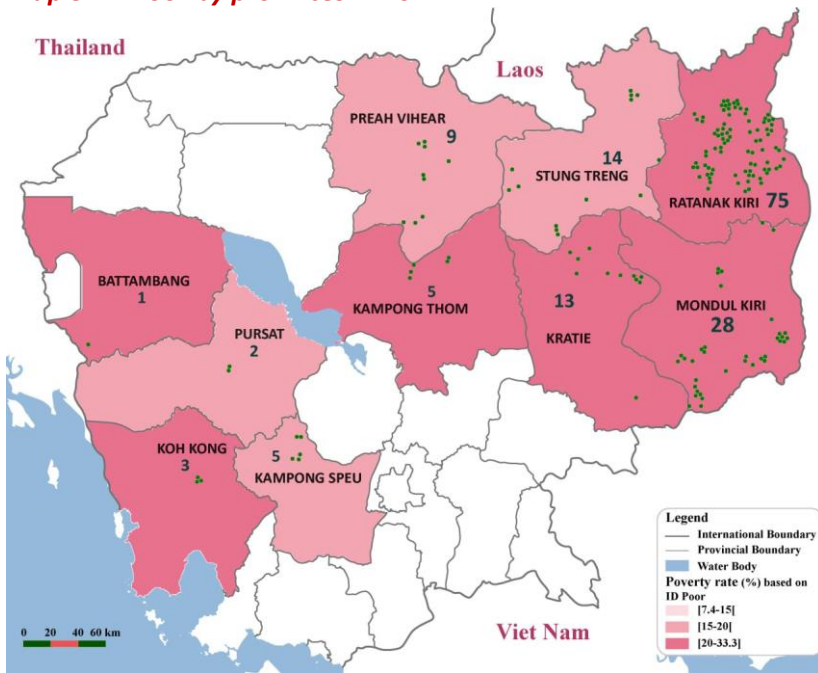 Thailand
Laos
PREAH VIHEAR
9
14
STUNG TRENG
RATANAK KIRI 75
BATTAMBANG
1
5
KAMPONG THOM
13
KRATIE
MONDUL KIRI
28
PURSAT
2
KOH KONG
3
5
KAMPONG SPEU
Viet Nam
0 20 40 60 km
Legend
International Boundary
Provincial Boundary
Water Body
Poverty rate (%) based on
ID Poor
[7.4-15[
[15-20[
[20-33.3[